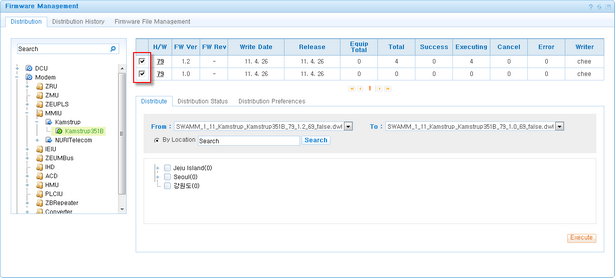 Firmware Management
Distribution Distribution History Firmware File Management
Search
DCU
Modem
ZRU
ZMU
ZEUPLS
MMIU
Kamstrup
Kamstrup351B
NURITelecom
IEIU
ZEUMBus
IHD
ACD
HMU
PLCIU
ZBRepeater
Converter
H/W FW Ver FW Rev Write Date Release Equip Total Total Success Executing Cancel Error Writer
79 1.2 - 11. 4. 26 11. 4. 26 0 4 0 4 0 0 chee
79 1.0 - 11. 4. 26 11. 4. 26 0 0 0 0 0 0 chee
1
Distribute Distribution Status Distribution Preferences
From : SWAMM_1_11_Kamstrup_Kamstrup351B_79_1.2_69_false.dwl To : SWAMM_1_11_Kamstrup_Kamstrup351B_79_1.0_69_false.dwl
By Location Search Search
Jeju Island(0)
Seoul(0)
강원도(0)
Execute